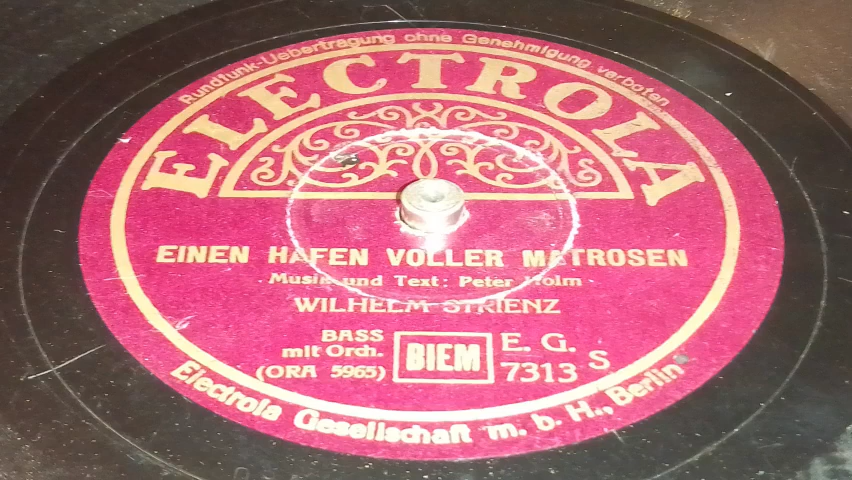 Rundfunk-Uebertragung ohne Genehmigung verboten
ELECTROLA
EINEN HAFEN VOLLER MATROSEN
Musik und Text: Peter Holm
WILHELM STRIENZ
BASS
mit Orch.
(ORA 5965)
BIEM
E. G.
7313 S
Electrola Gesellschaft m. b. H., Berlin